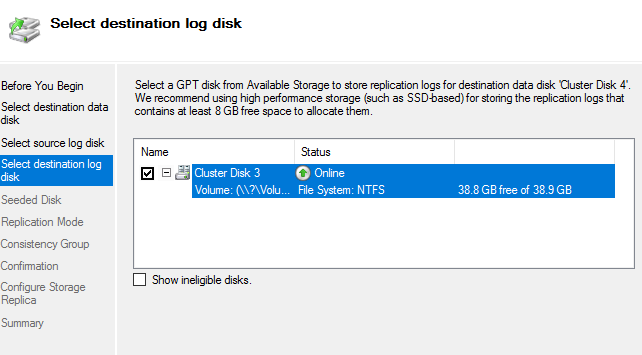 Select destination log disk
Before You Begin
Select destination data
disk
Select source log disk
Select destination log
disk
Seeded Disk
Replication Mode
Consistency Group
Confirmation
Configure Storage
Replica
Summary
Select a GPT disk from Available Storage to store replication logs for destination data disk 'Cluster Disk 4'.
We recommend using high performance storage (such as SSD-based) for storing the replication logs that
contains at least 8 GB free space to allocate them.
Name Status
Cluster Disk 3 Online
Volume: (\\?\Volu... File System: NTFS 38.8 GB free of 38.9 GB
Show ineligible disks.